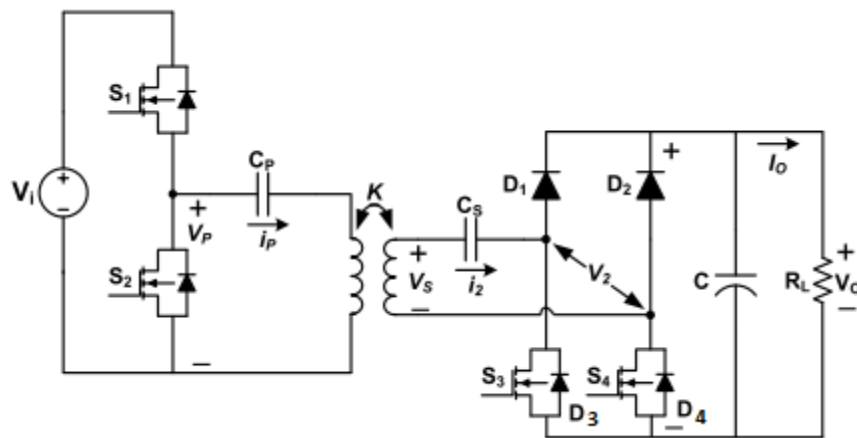 S1
Vi
+
−
CP
K
+
VP
iP
S2
−
CS
+
VS
−
i2
D1
D2
+
V2
IO
C
RL
+
VO
−
S3
D3
S4
D4
−